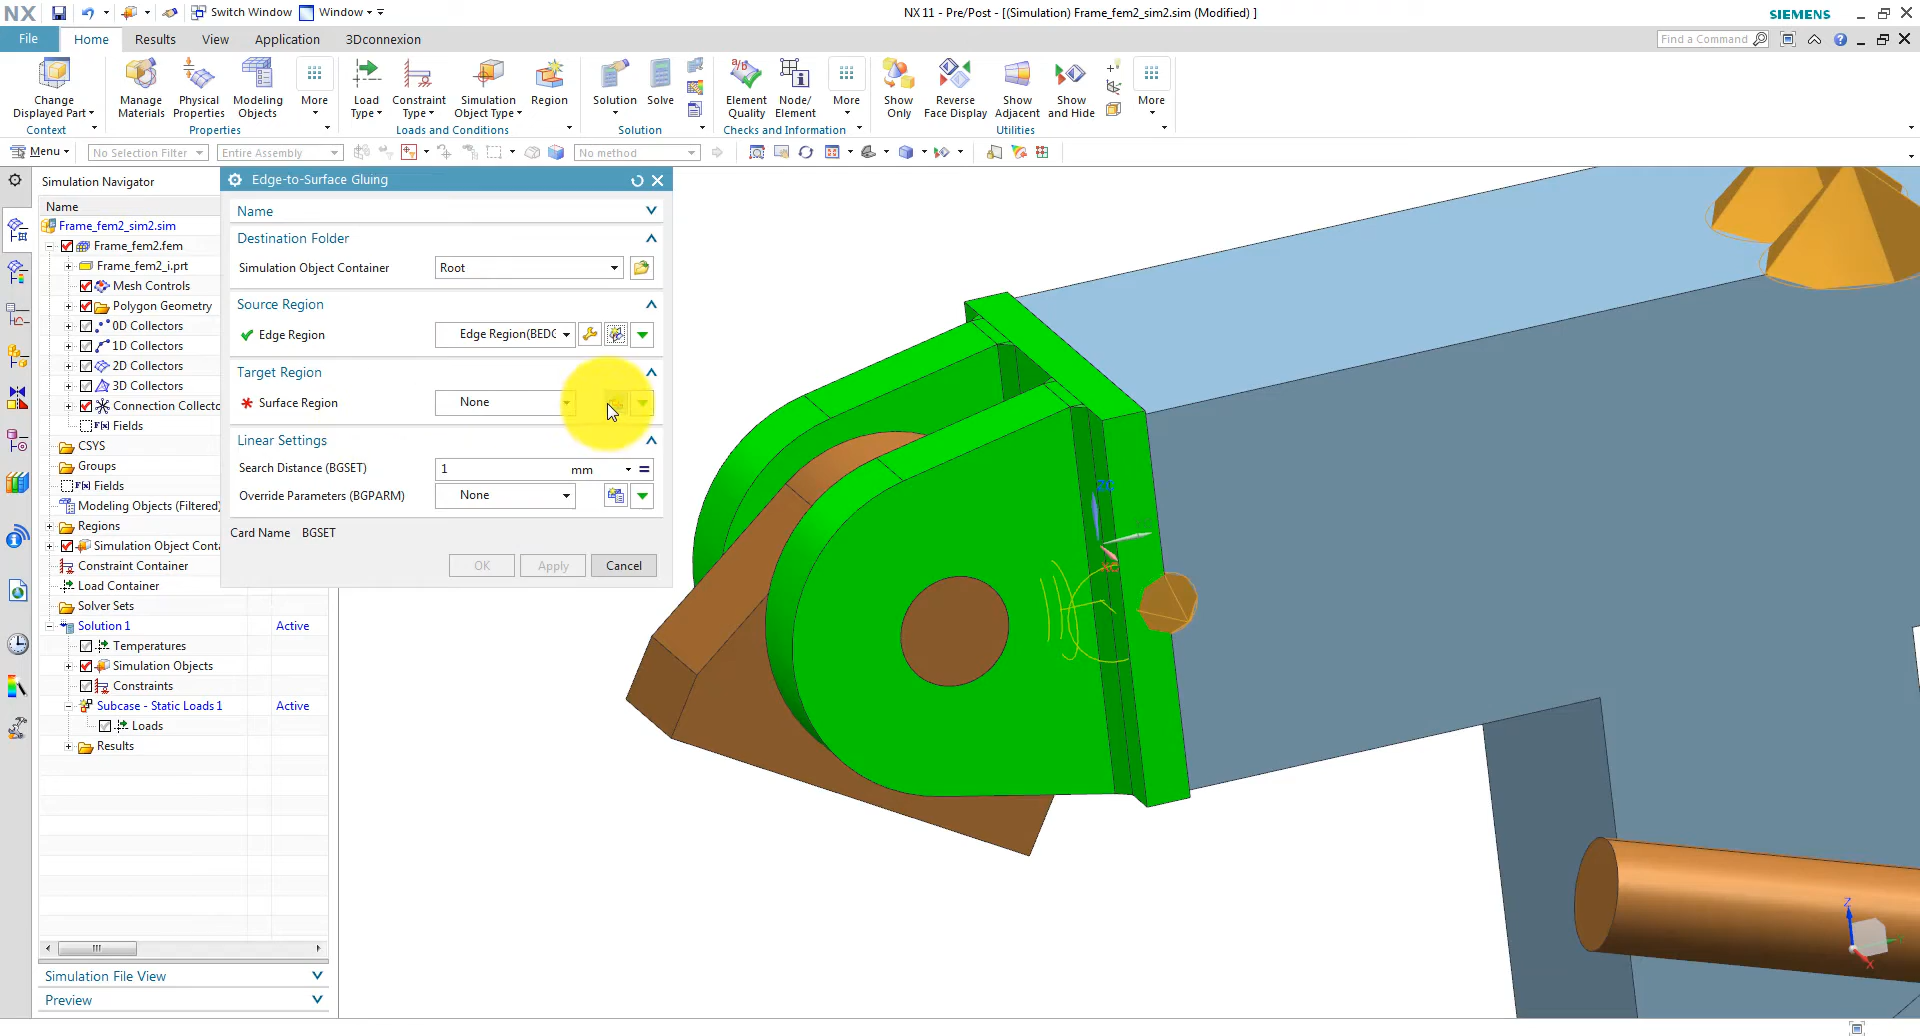 NX
Switch Window
Window
NX 11 - Pre/Post - [(Simulation) Frame_fem2_sim2.sim (Modified) ]
SIEMENS
File
Home
Results
View
Application
3Dconnexion
Find a Command
Change Displayed Part
Manage Materials
Physical Properties
Modeling Objects
More
Load Type
Constraint Type
Simulation Object Type
Region
Solution
Solve
Element Quality
Node/ Element
More
Show Only
Reverse Face Display
Show Adjacent
Show and Hide
More
Context
Properties
Loads and Conditions
Solution
Checks and Information
Utilities
Menu
No Selection Filter
Entire Assembly
No method
Simulation Navigator
Name
Frame_fem2_sim2.sim
Frame_fem2.fem
Frame_fem2_i.prt
Mesh Controls
Polygon Geometry
0D Collectors
1D Collectors
2D Collectors
3D Collectors
Connection Collecto
Fields
CSYS
Groups
Fields
Modeling Objects (Filtered)
Regions
Simulation Object Conta
Constraint Container
Load Container
Solver Sets
Solution 1 Active
Temperatures
Simulation Objects
Constraints
Subcase - Static Loads 1 Active
Loads
Results
Simulation File View
Preview
Edge-to-Surface Gluing
Name
Destination Folder
Simulation Object Container Root
Source Region
Edge Region Edge Region(BEDG
Target Region
Surface Region None
Linear Settings
Search Distance (BGSET) 1 mm
Override Parameters (BGPARM) None
Card Name BGSET
OK
Apply
Cancel
ZC
XC
Z
X